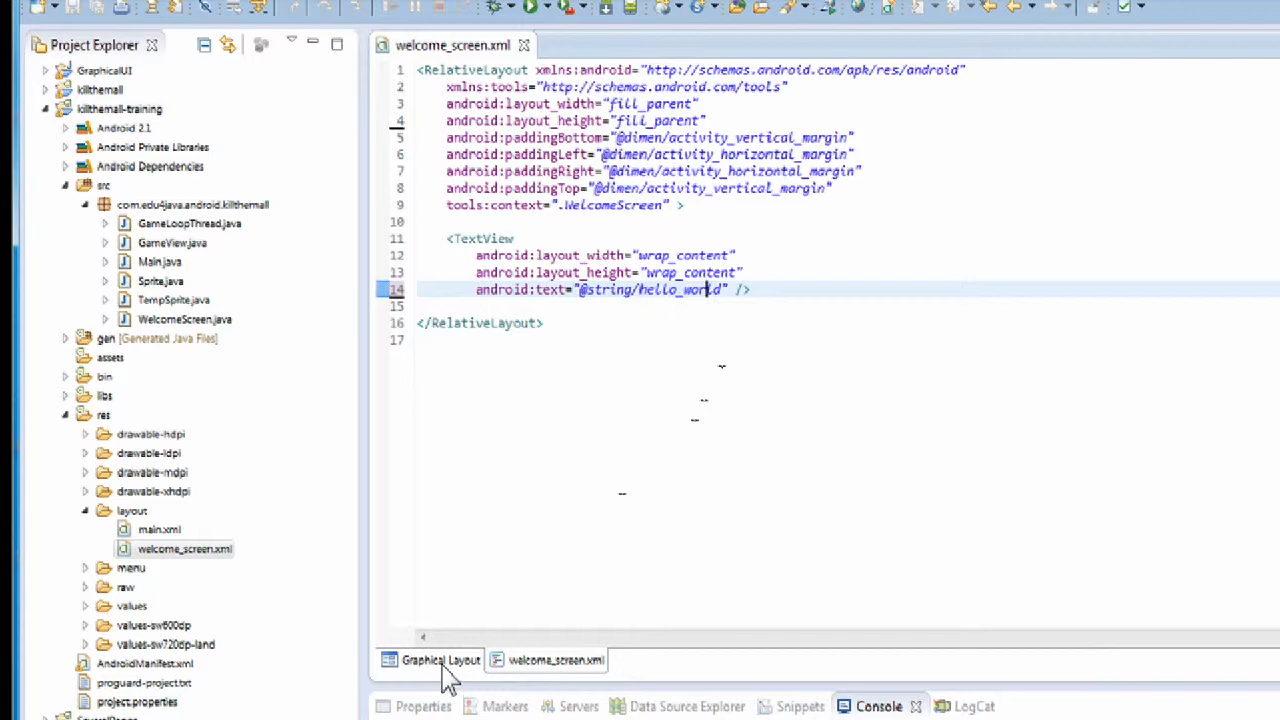 Project Explorer
GraphicalUI
killthemall
killthemall-training
Android 2.1
Android Private Libraries
Android Dependencies
src
com.edu4java.android.killthemall
GameLoopThread.java
GameView.java
Main.java
Sprite.java
TempSprite.java
WelcomeScreen.java
gen [Generated Java Files]
assets
bin
libs
res
drawable-hdpi
drawable-ldpi
drawable-mdpi
drawable-xhdpi
layout
main.xml
welcome_screen.xml
menu
raw
values
values-sw600dp
values-sw720dp-land
AndroidManifest.xml
proguard-project.txt
project.properties
welcome_screen.xml
1 <RelativeLayout xmlns:android="http://schemas.android.com/apk/res/android"
2 xmlns:tools="http://schemas.android.com/tools"
3 android:layout_width="fill_parent"
4 android:layout_height="fill_parent"
5 android:paddingBottom="@dimen/activity_vertical_margin"
6 android:paddingLeft="@dimen/activity_horizontal_margin"
7 android:paddingRight="@dimen/activity_horizontal_margin"
8 android:paddingTop="@dimen/activity_vertical_margin"
9 tools:context=".WelcomeScreen" >
10
11 <TextView
12 android:layout_width="wrap_content"
13 android:layout_height="wrap_content"
14 android:text="@string/hello_world" />
15
16 </RelativeLayout>
17
Graphical Layout welcome_screen.xml
Properties Markers Servers Data Source Explorer Snippets Console LogCat